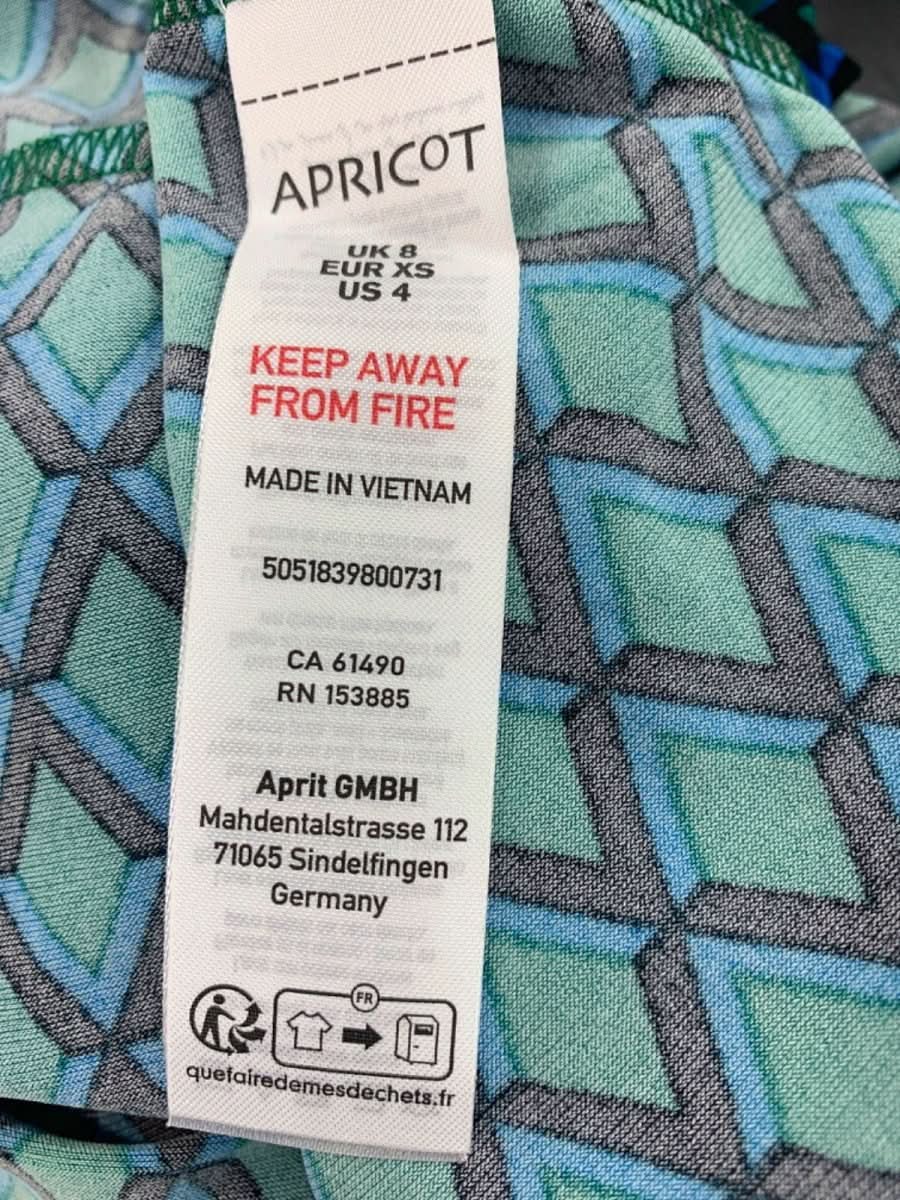 APRICOT
UK 8
EUR XS
US 4
KEEP AWAY
FROM FIRE
MADE IN VIETNAM
5051839800731
CA 61490
RN 153885
Aprit GMBH
Mahdentalstrasse 112
71065 Sindelfingen
Germany
FR
quefairedemesdechets.fr